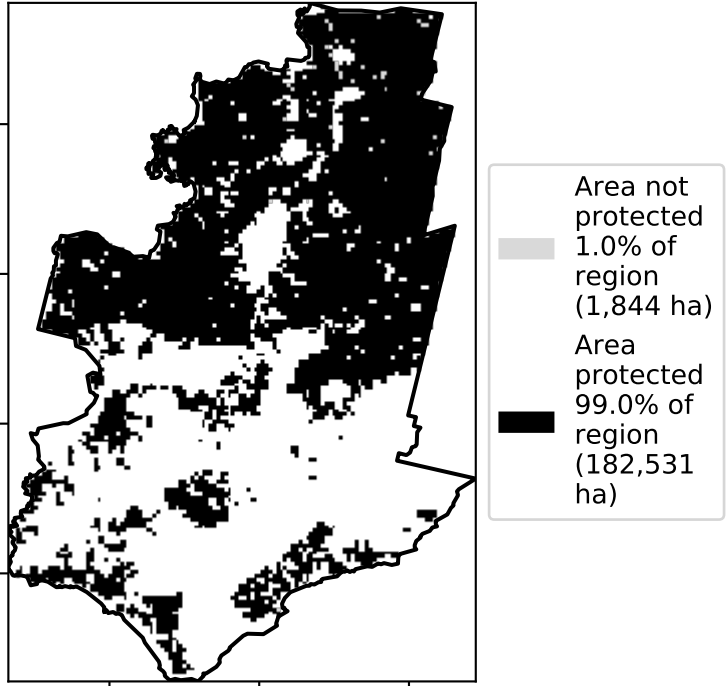 Area not
protected
1.0% of
region
(1,844 ha)
Area
protected
99.0% of
region
(182,531
ha)